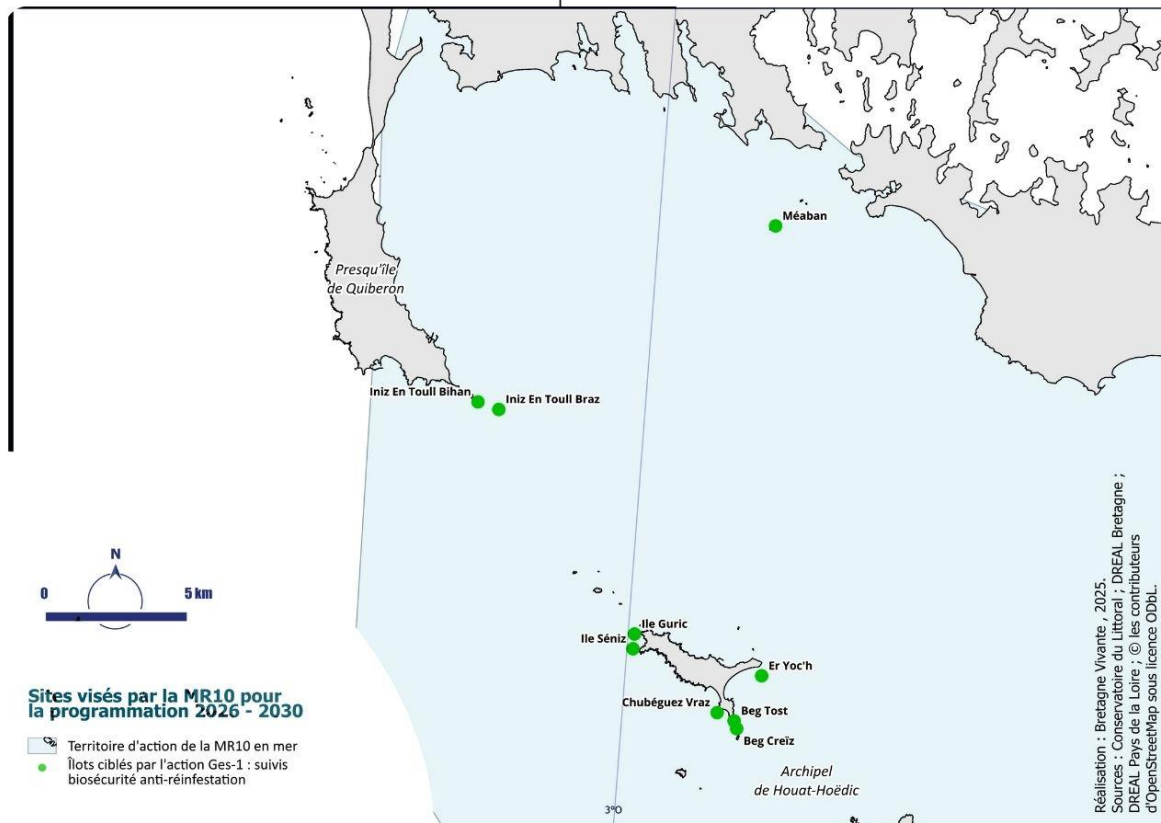 Méaban
Presqu'île
de Quiberon
Iniz En Toull Bihan
Iniz En Toull Braz
N
0
5 km
Ile Guric
Ile Séniz
Er Yoc'h
Chubéguez Vraz
Beg Tost
Beg Creïz
Archipel
de Houat-Hoëdic
3°O
Sites visés par la MR10 pour
la programmation 2026 - 2030
Territoire d'action de la MR10 en mer
Îlots ciblés par l'action Ges-1 : suivis
biosécurité anti-réinfestation
Réalisation : Bretagne Vivante , 2025.
Sources : Conservatoire du Littoral ; DREAL Bretagne ;
DREAL Pays de la Loire ; © les contributeurs
d'OpenStreetMap sous licence ODbL.